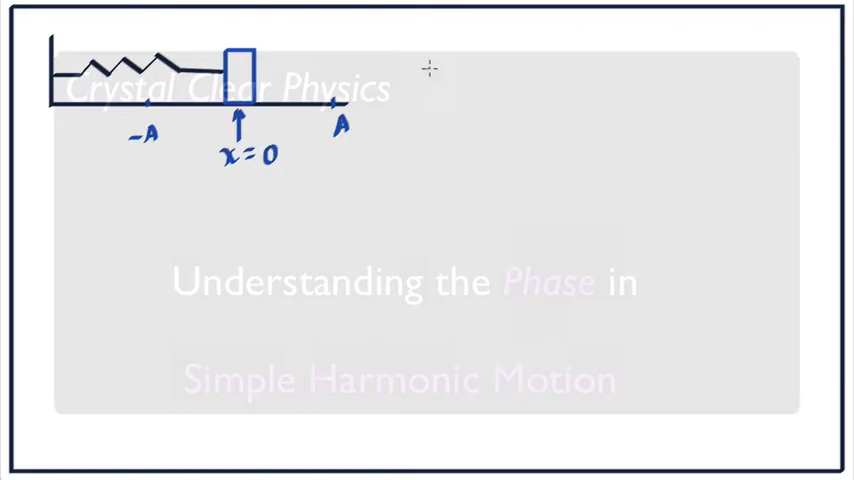 Crystal Clear Physics
-A
A
x = 0
Understanding the Phase in
Simple Harmonic Motion